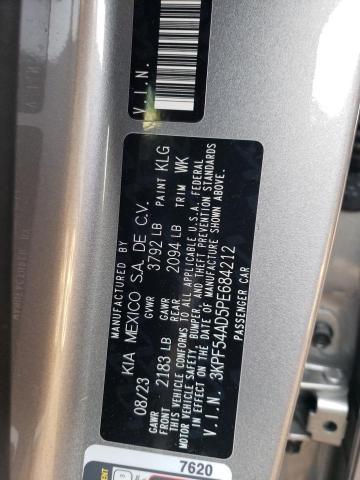 V.I.N.
MANUFACTURED BY
KIA MEXICO S.A. DE C.V.
08/23 GVWR 3792 LB PAINT KLG
GAWR FRONT 2183 LB GAWR REAR 2094 LB TRIM WK
THIS VEHICLE CONFORMS TO ALL APPLICABLE U.S.A. FEDERAL
MOTOR VEHICLE SAFETY, BUMPER, AND THEFT PREVENTION STANDARDS
IN EFFECT ON THE DATE OF MANUFACTURE SHOWN ABOVE.
V.I.N. 3KPF54AD5PE684212
PASSENGER CAR
7620